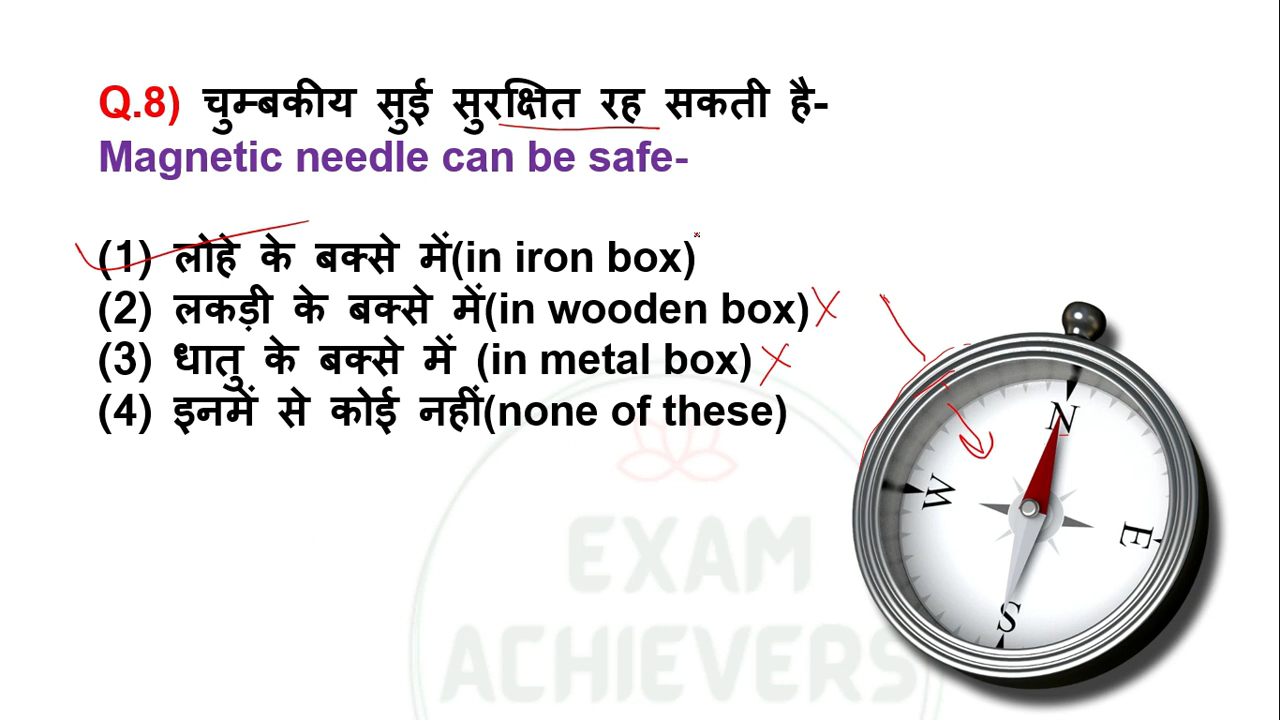 Q.8) चुम्बकीय सुई सुरक्षित रह सकती है-
Magnetic needle can be safe-
(1) लोहे के बक्से में(in iron box)
(2) लकड़ी के बक्से में(in wooden box)
(3) धातु के बक्से में (in metal box)
(4) इनमें से कोई नहीं(none of these)
N
W
E
S
EXAM
ACHIEVERS